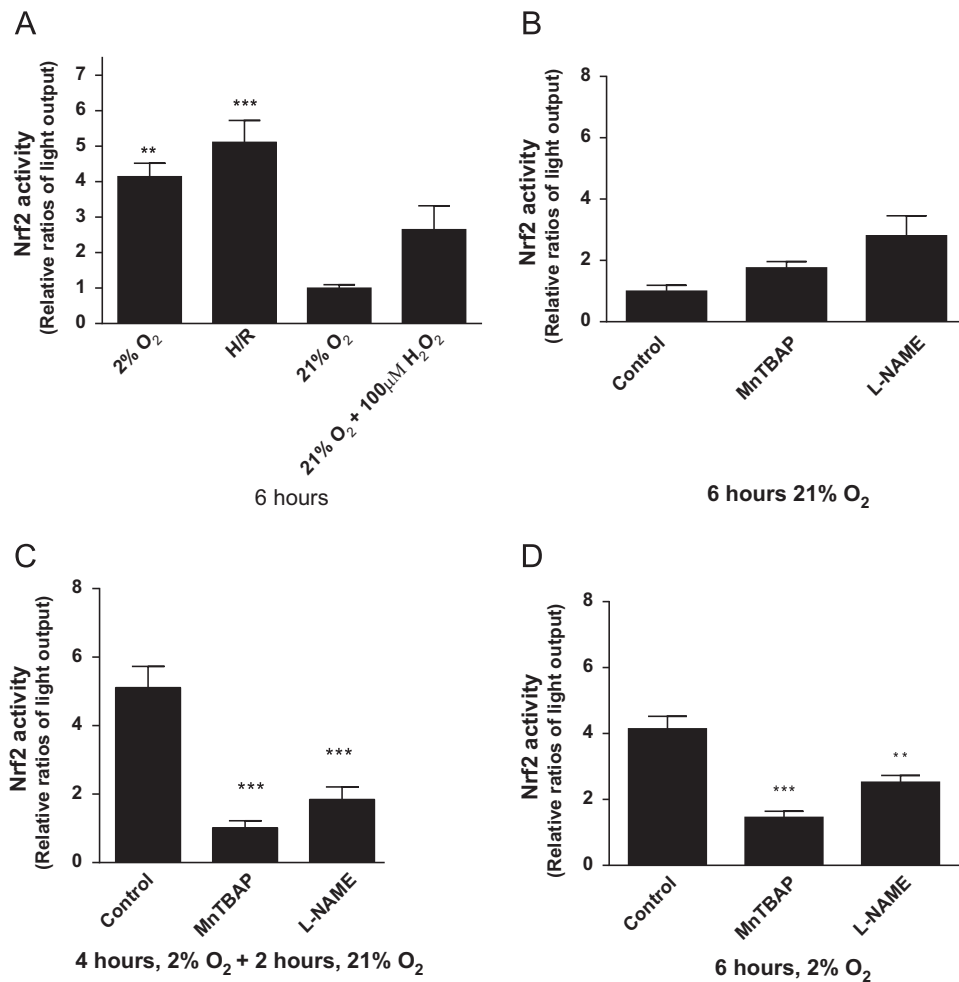 A
Nrf2 activity
(Relative ratios of light output)
7
6
5
4
3
2
1
0
**
***
2% O₂
H/R
21% O₂
21% O₂ + 100μM H₂O₂
6 hours
B
Nrf2 activity
(Relative ratios of light output)
8
6
4
2
0
Control
MnTBAP
L-NAME
6 hours 21% O₂
C
Nrf2 activity
(Relative ratios of light output)
8
6
4
2
0
***
***
Control
MnTBAP
L-NAME
4 hours, 2% O₂ + 2 hours, 21% O₂
D
Nrf2 activity
(Relative ratios of light output)
8
6
4
2
0
***
**
Control
MnTBAP
L-NAME
6 hours, 2% O₂